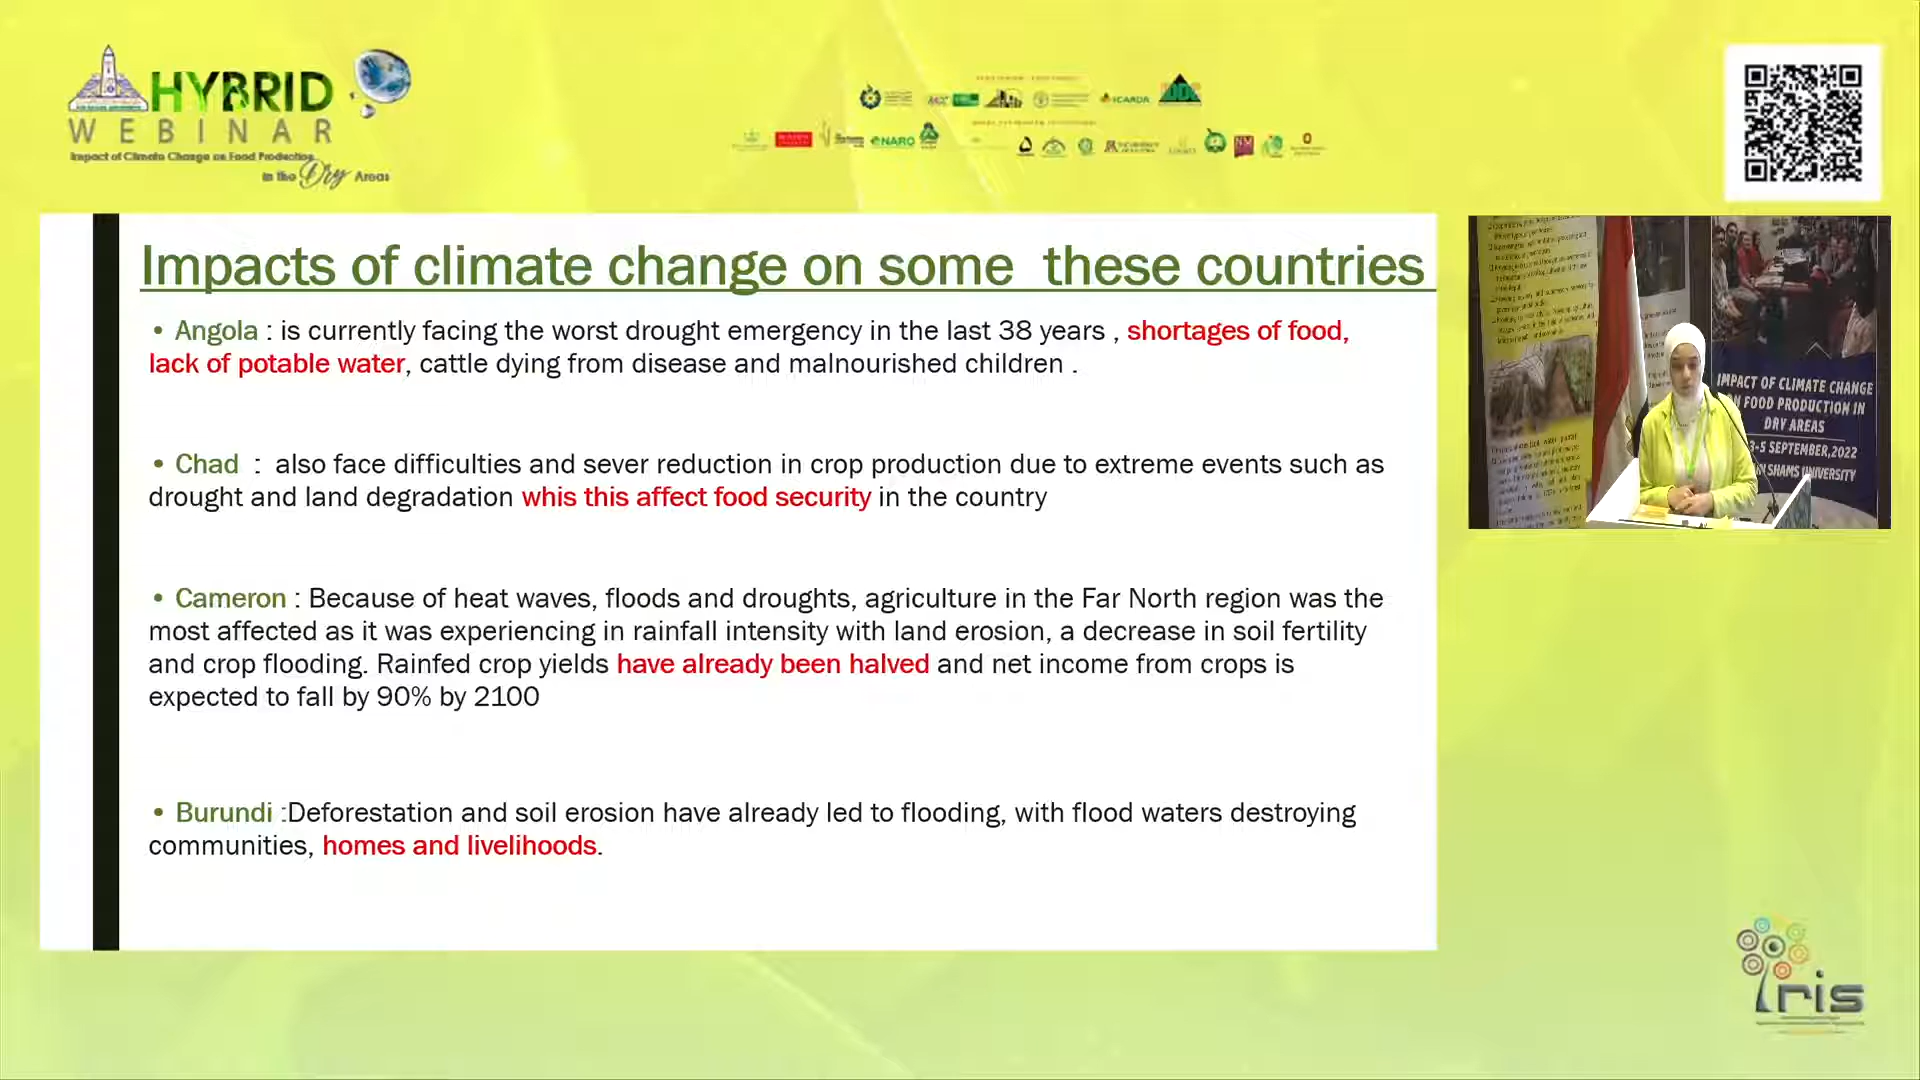 HYBRID
WEBINAR
Impact of Climate Change on Food Production
in the Dry Areas
ICARDA
NARO
Impacts of climate change on some these countries
• Angola : is currently facing the worst drought emergency in the last 38 years , shortages of food,
lack of potable water, cattle dying from disease and malnourished children .
• Chad : also face difficulties and sever reduction in crop production due to extreme events such as
drought and land degradation whis this affect food security in the country
• Cameron : Because of heat waves, floods and droughts, agriculture in the Far North region was the
most affected as it was experiencing in rainfall intensity with land erosion, a decrease in soil fertility
and crop flooding. Rainfed crop yields have already been halved and net income from crops is
expected to fall by 90% by 2100
• Burundi :Deforestation and soil erosion have already led to flooding, with flood waters destroying
communities, homes and livelihoods.
IMPACT OF CLIMATE CHANGE
N FOOD PRODUCTION IN
DRY AREAS
3-5 SEPTEMBER,2022
N SHAMS UNIVERSITY
Iris